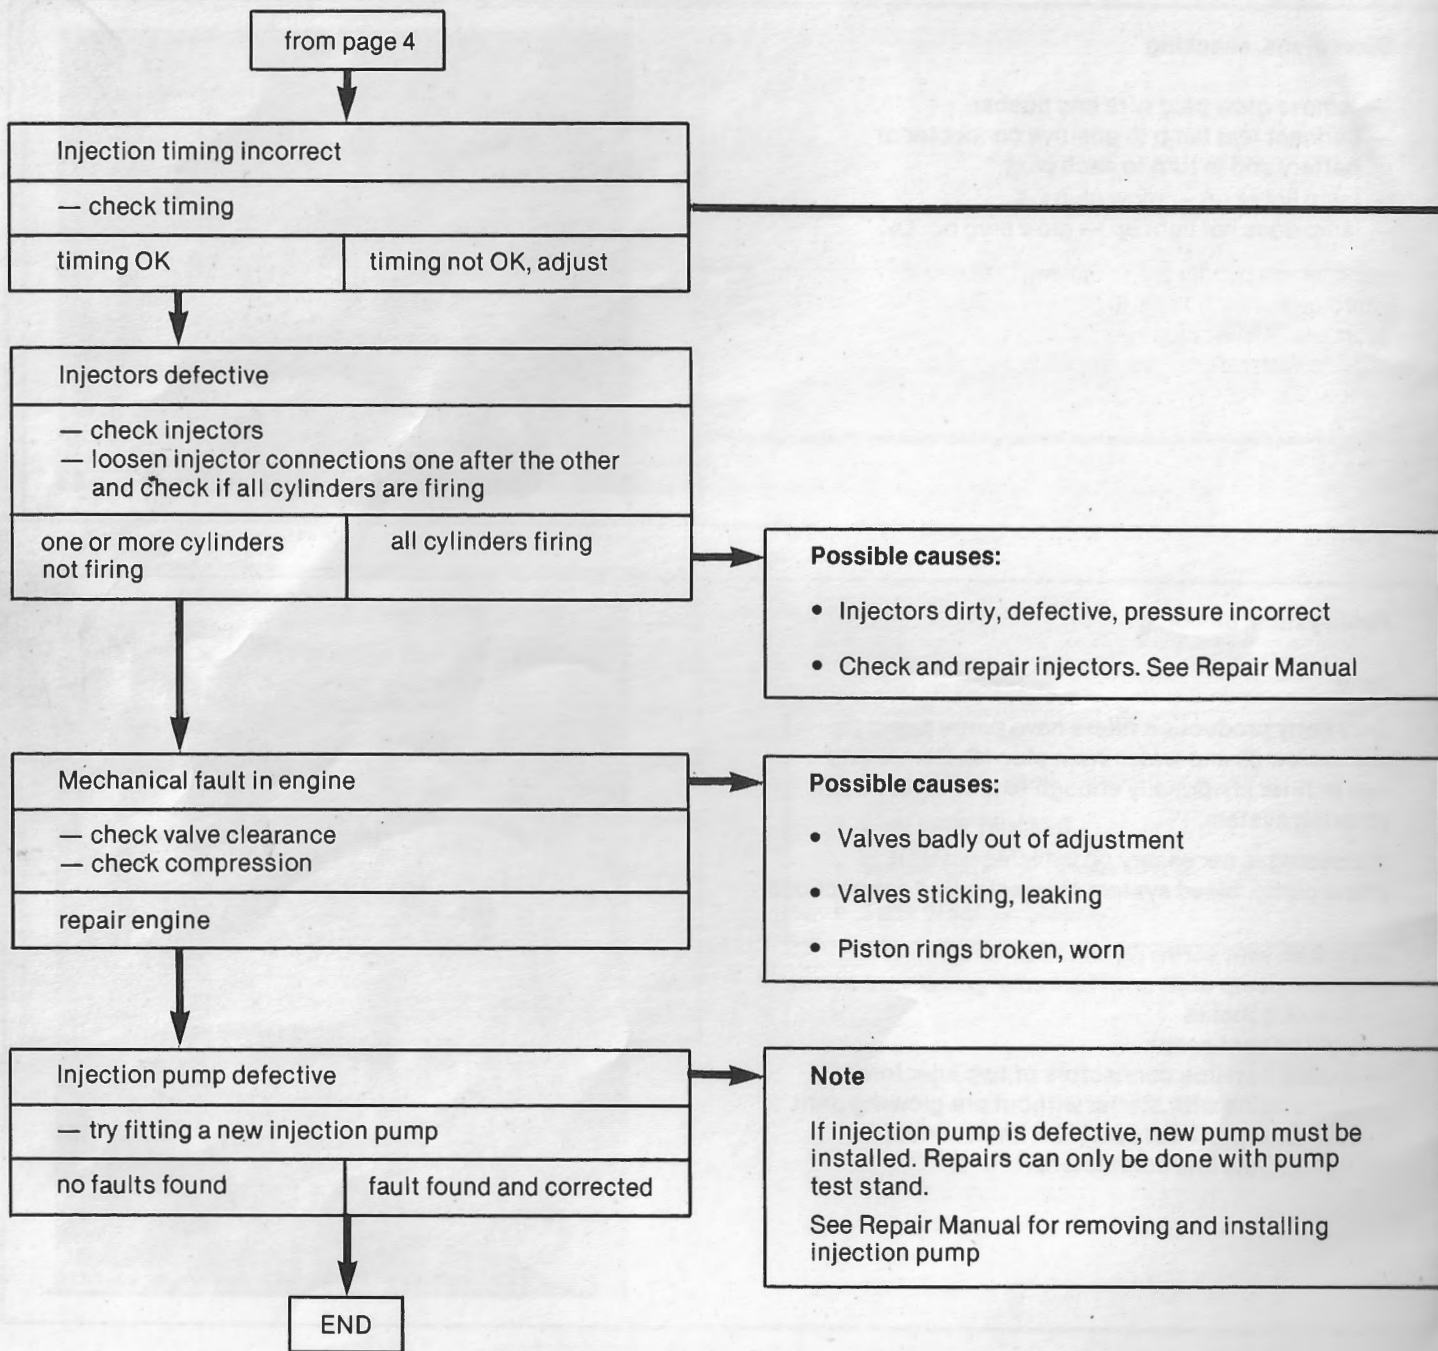 from page 4
Injection timing incorrect
— check timing
timing OK
timing not OK, adjust
Injectors defective
— check injectors
— loosen injector connections one after the other
and check if all cylinders are firing
one or more cylinders
not firing
all cylinders firing
Possible causes:
• Injectors dirty, defective, pressure incorrect
• Check and repair injectors. See Repair Manual
Mechanical fault in engine
— check valve clearance
— check compression
repair engine
Possible causes:
• Valves badly out of adjustment
• Valves sticking, leaking
• Piston rings broken, worn
Injection pump defective
— try fitting a new injection pump
no faults found
fault found and corrected
Note
If injection pump is defective, new pump must be
installed. Repairs can only be done with pump
test stand.
See Repair Manual for removing and installing
injection pump
END